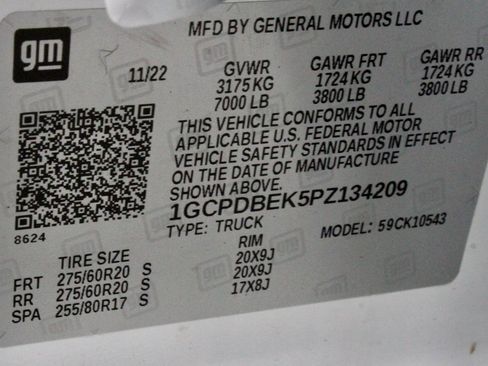 gm
MFD BY GENERAL MOTORS LLC
11/22 GVWR GAWR FRT GAWR RR
3175 KG 1724 KG 1724 KG
7000 LB 3800 LB 3800 LB
THIS VEHICLE CONFORMS TO ALL
APPLICABLE U.S. FEDERAL MOTOR
VEHICLE SAFETY STANDARDS IN EFFECT
ON THE DATE OF MANUFACTURE
SHOWN ABOVE.
1GCPDBEK5PZ134209
8624
TYPE: TRUCK MODEL: 59CK10543
TIRE SIZE RIM
FRT 275/60R20 S 20X9J
RR 275/60R20 S 20X9J
SPA 255/80R17 S 17X8J